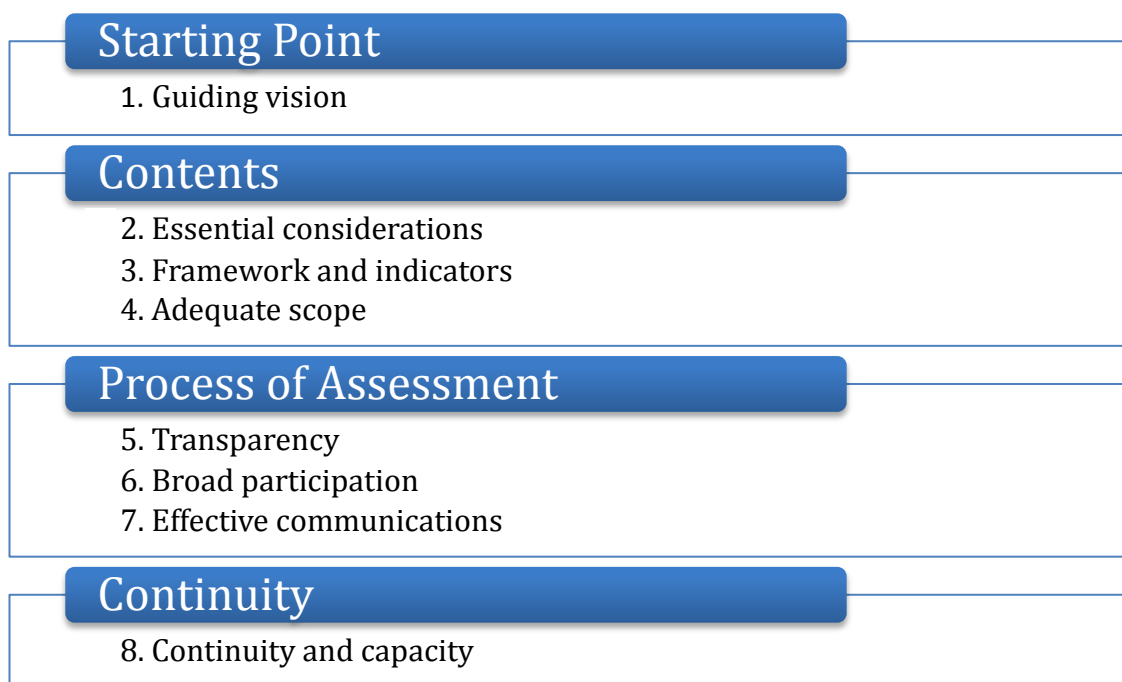 Starting Point
1. Guiding vision
Contents
2. Essential considerations
3. Framework and indicators
4. Adequate scope
Process of Assessment
5. Transparency
6. Broad participation
7. Effective communications
Continuity
8. Continuity and capacity